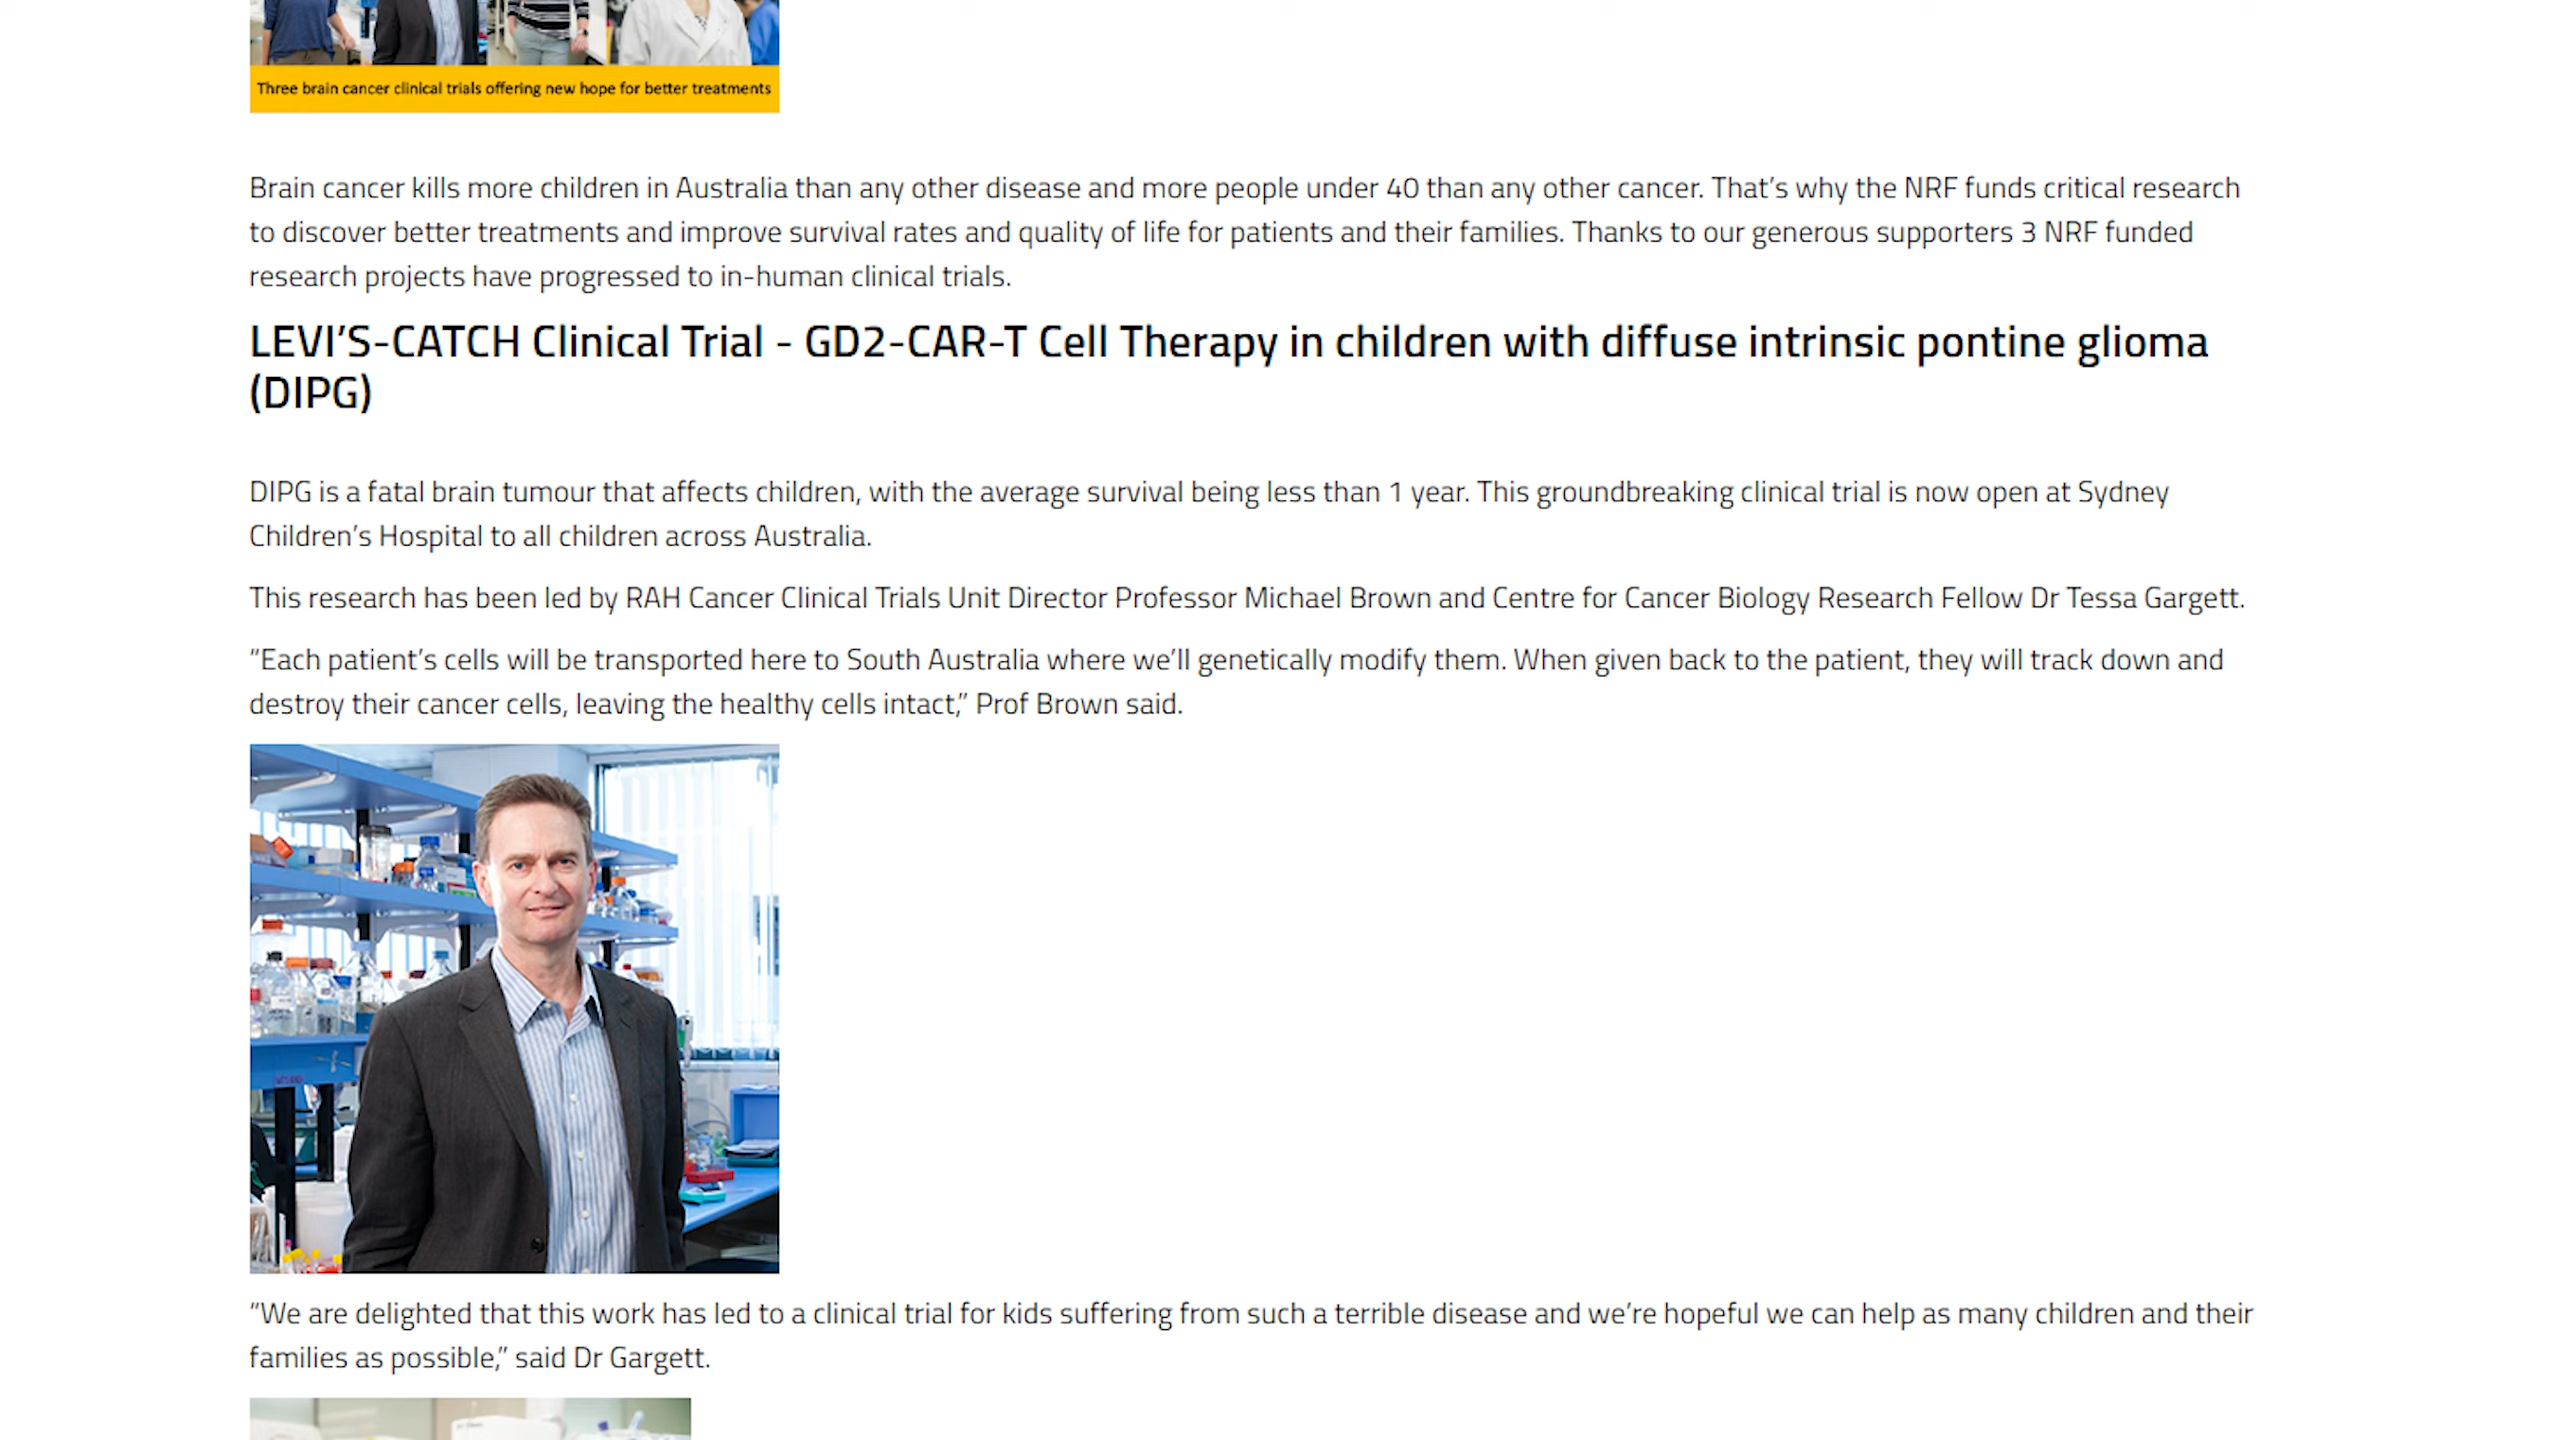 Three brain cancer clinical trials offering new hope for better treatments
Brain cancer kills more children in Australia than any other disease and more people under 40 than any other cancer. That's why the NRF funds critical research
to discover better treatments and improve survival rates and quality of life for patients and their families. Thanks to our generous supporters 3 NRF funded
research projects have progressed to in-human clinical trials.
LEVI'S-CATCH Clinical Trial - GD2-CAR-T Cell Therapy in children with diffuse intrinsic pontine glioma
(DIPG)
DIPG is a fatal brain tumour that affects children, with the average survival being less than 1 year. This groundbreaking clinical trial is now open at Sydney
Children's Hospital to all children across Australia.
This research has been led by RAH Cancer Clinical Trials Unit Director Professor Michael Brown and Centre for Cancer Biology Research Fellow Dr Tessa Gargett.
"Each patient's cells will be transported here to South Australia where we'll genetically modify them. When given back to the patient, they will track down and
destroy their cancer cells, leaving the healthy cells intact," Prof Brown said.
"We are delighted that this work has led to a clinical trial for kids suffering from such a terrible disease and we're hopeful we can help as many children and their
families as possible," said Dr Gargett.